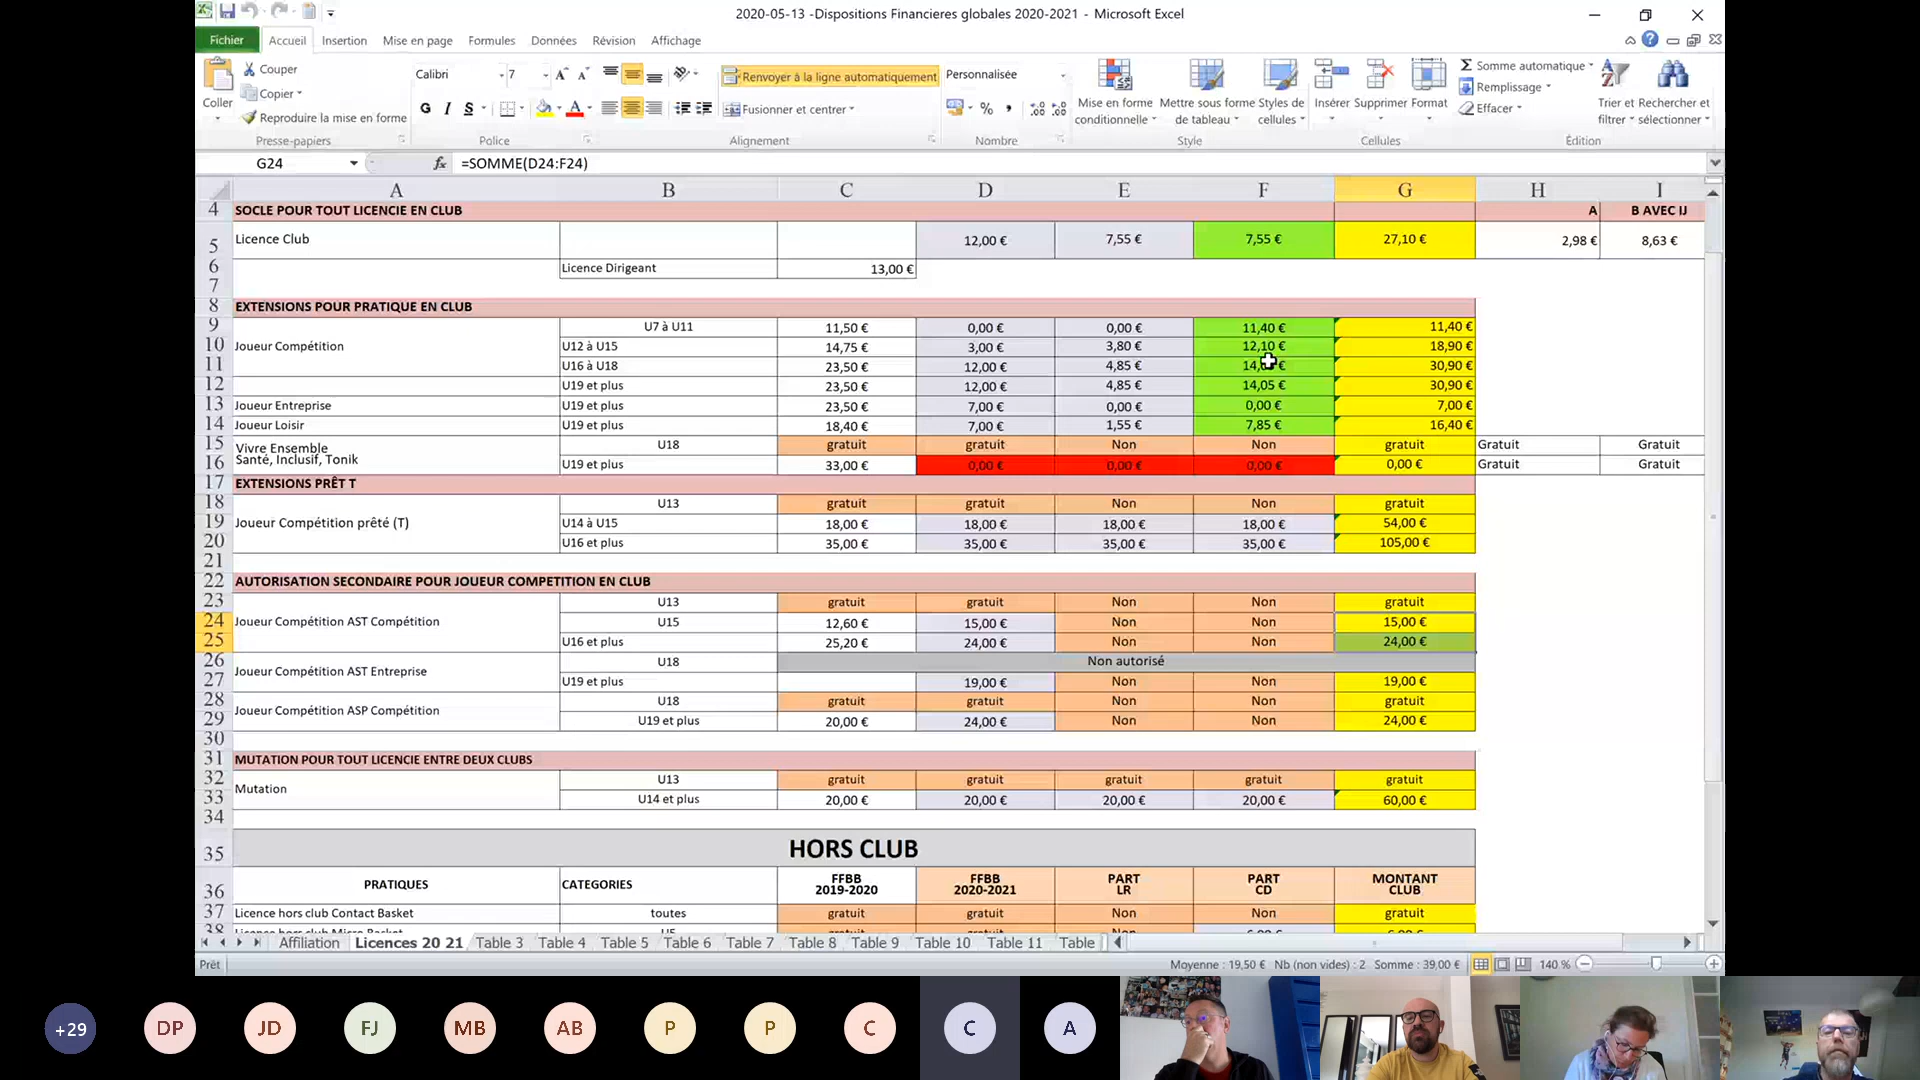 2020-05-13 -Dispositions Financieres globales 2020-2021 - Microsoft Excel
Fichier Accueil Insertion Mise en page Formules Données Révision Affichage
Coller Couper Copier Reproduire la mise en forme Presse-papiers
Calibri 7 G I S Police
Renvoyer à la ligne automatiquement Fusionner et centrer Alignement
Personnalisée % Nombre
Mise en forme conditionnelle Mettre sous forme de tableau Styles de cellules Style
Insérer Supprimer Format Cellules
Somme automatique Remplissage Effacer Trier et filtrer Rechercher et sélectionner Édition
G24 fx =SOMME(D24:F24)
A B C D E F G H I
4 SOCLE POUR TOUT LICENCIE EN CLUB A B AVEC IJ
5 Licence Club 12,00 € 7,55 € 7,55 € 27,10 € 2,98 € 8,63 €
6 Licence Dirigeant 13,00 €
7
8 EXTENSIONS POUR PRATIQUE EN CLUB
9 U7 à U11 11,50 € 0,00 € 0,00 € 11,40 € 11,40 €
10 Joueur Compétition U12 à U15 14,75 € 3,00 € 3,80 € 12,10 € 18,90 €
11 U16 à U18 23,50 € 12,00 € 4,85 € 30,90 €
12 U19 et plus 23,50 € 12,00 € 4,85 € 14,05 € 30,90 €
13 Joueur Entreprise U19 et plus 23,50 € 7,00 € 0,00 € 0,00 € 7,00 €
14 Joueur Loisir U19 et plus 18,40 € 7,00 € 1,55 € 7,85 € 16,40 €
15 Vivre Ensemble U18 gratuit gratuit Non Non gratuit Gratuit Gratuit
16 Santé, Inclusif, Tonik U19 et plus 33,00 € 0,00 € 0,00 € 0,00 € 0,00 € Gratuit Gratuit
17 EXTENSIONS PRÊT T
18 U13 gratuit gratuit Non Non gratuit
19 Joueur Compétition prêté (T) U14 à U15 18,00 € 18,00 € 18,00 € 18,00 € 54,00 €
20 U16 et plus 35,00 € 35,00 € 35,00 € 35,00 € 105,00 €
21
22 AUTORISATION SECONDAIRE POUR JOUEUR COMPETITION EN CLUB
23 U13 gratuit gratuit Non Non gratuit
24 Joueur Compétition AST Compétition U15 12,60 € 15,00 € Non Non 15,00 €
25 U16 et plus 25,20 € 24,00 € Non Non 24,00 €
26 U18 Non autorisé
Joueur Compétition AST Entreprise
27 U19 et plus 19,00 € Non Non 19,00 €
28 U18 gratuit gratuit Non Non gratuit
Joueur Compétition ASP Compétition
29 U19 et plus 20,00 € 24,00 € Non Non 24,00 €
30
31 MUTATION POUR TOUT LICENCIE ENTRE DEUX CLUBS
32 U13 gratuit gratuit gratuit gratuit gratuit
Mutation
33 U14 et plus 20,00 € 20,00 € 20,00 € 20,00 € 60,00 €
34
35 HORS CLUB
36 PRATIQUES CATEGORIES FFBB 2019-2020 FFBB 2020-2021 PART LR PART CD MONTANT CLUB
37 Licence hors club Contact Basket toutes gratuit gratuit Non Non gratuit
38 Licence hors club Micro Basket U5
Affiliation Licences 20 21 Table 3 Table 4 Table 5 Table 6 Table 7 Table 8 Table 9 Table 10 Table 11 Table
Prêt Moyenne : 19,50 € Nb (non vides) : 2 Somme : 39,00 € 140 %
+29 DP JD FJ MB AB P P C C A